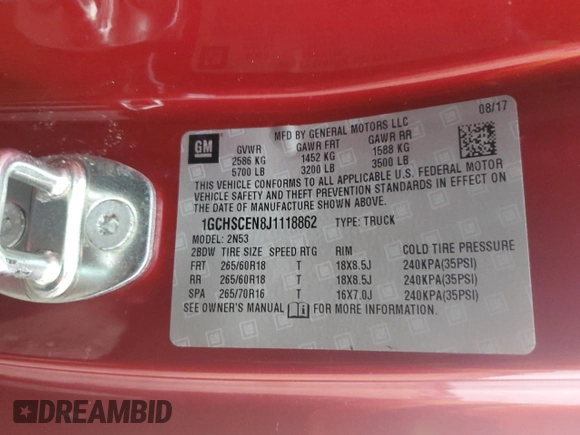 08/17
MFD BY GENERAL MOTORS LLC
GM GVWR GAWR FRT GAWR RR
2586 KG 1452 KG 1588 KG
5700 LB 3200 LB 3500 LB
THIS VEHICLE CONFORMS TO ALL APPLICABLE U.S. FEDERAL MOTOR
VEHICLE SAFETY AND THEFT PREVENTION STANDARDS IN EFFECT ON
THE DATE OF MANUFACTURE SHOWN ABOVE.
1GCHSCEN8J1118862 TYPE: TRUCK
MODEL: 2N53
2BDW TIRE SIZE SPEED RTG RIM COLD TIRE PRESSURE
FRT 265/60R18 T 18X8.5J 240KPA(35PSI)
RR 265/60R18 T 18X8.5J 240KPA(35PSI)
SPA 265/70R16 T 16X7.0J 240KPA(35PSI)
SEE OWNER'S MANUAL FOR MORE INFORMATION.
DREAMBID